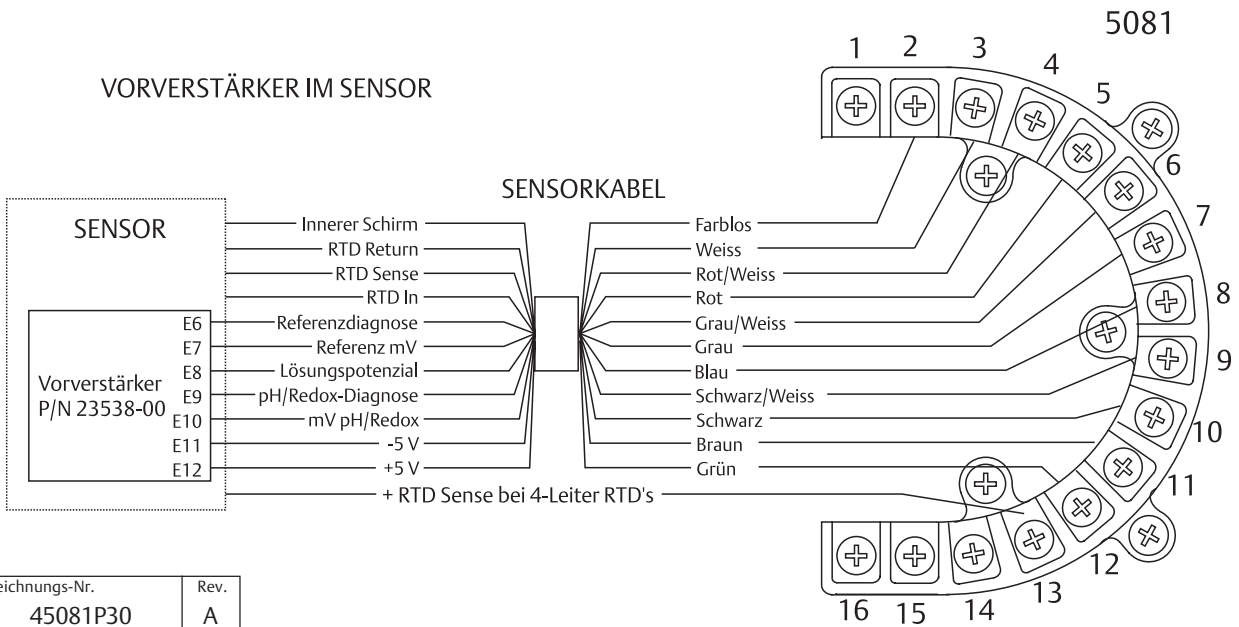 5081
VORVERSTÄRKER IM SENSOR
1
2
3
4
5
6
7
8
9
10
11
12
13
14
15
16
SENSORKABEL
SENSOR
Innerer Schirm
RTD Return
RTD Sense
RTD In
Referenzdiagnose
Referenz mV
Lösungspotenzial
pH/Redox-Diagnose
mV pH/Redox
-5 V
+5 V
+ RTD Sense bei 4-Leiter RTD's
Farblos
Weiss
Rot/Weiss
Rot
Grau/Weiss
Grau
Blau
Schwarz/Weiss
Schwarz
Braun
Grün
E6
E7
E8
E9
E10
E11
E12
Vorverstärker
P/N 23538-00
eichnungs-Nr. Rev.
45081P30 A